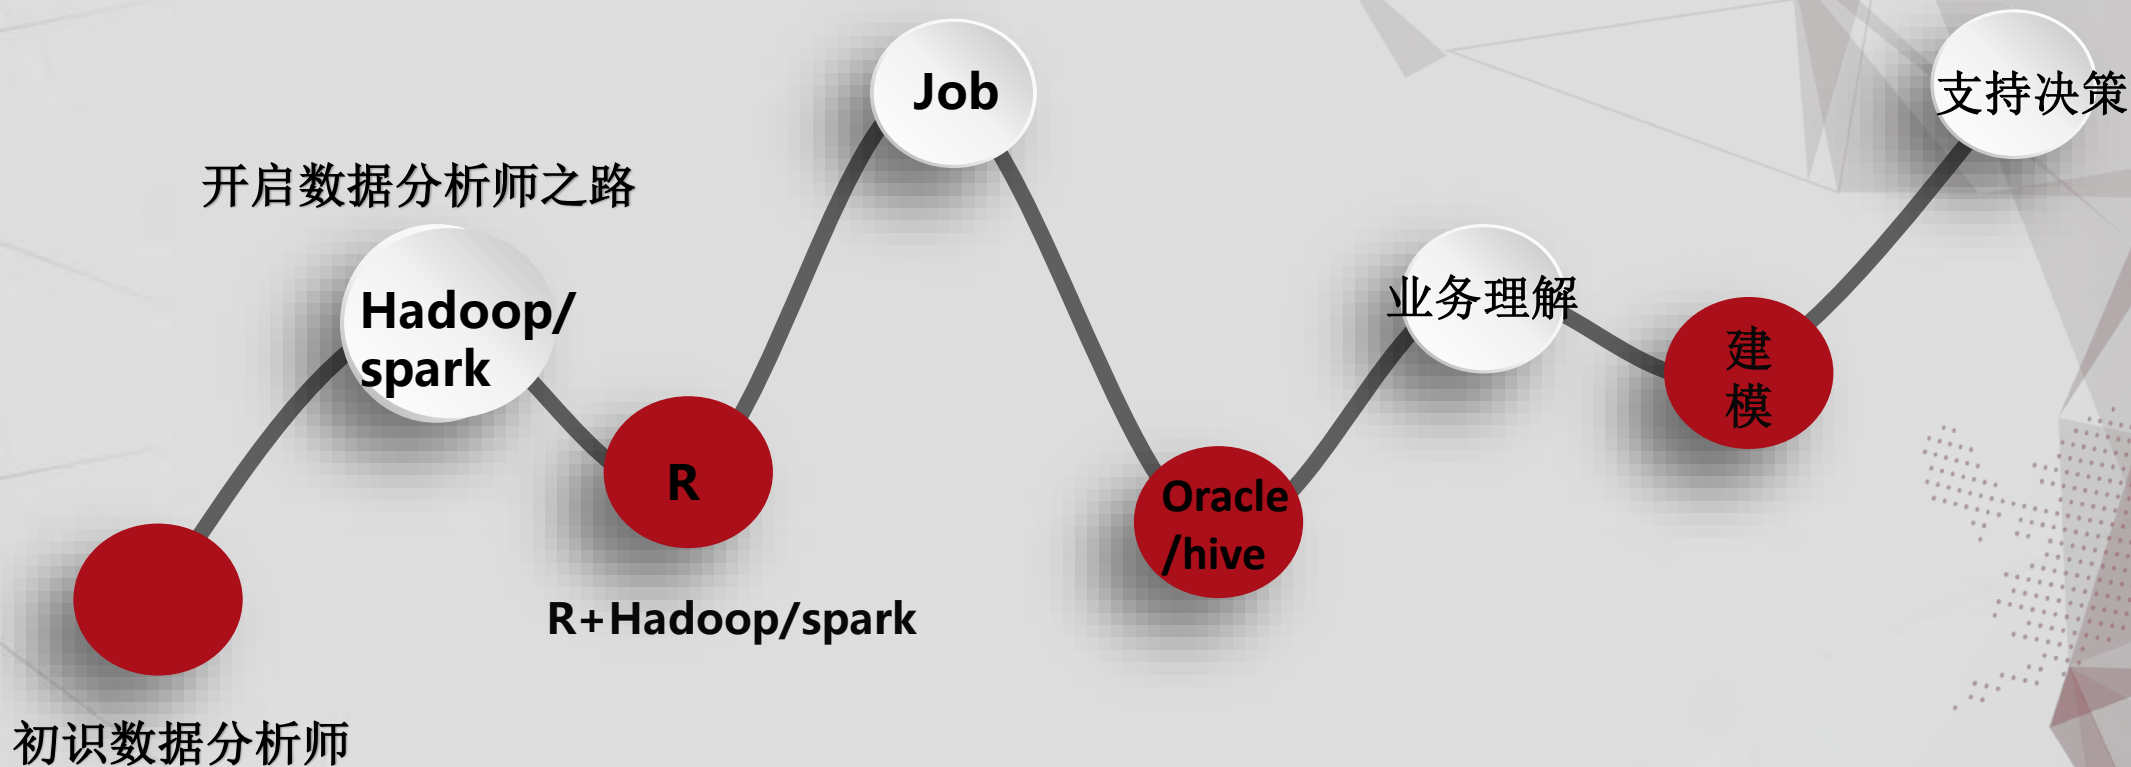 初识数据分析师
开启数据分析师之路
Hadoop/
spark
R
R+Hadoop/spark
Job
Oracle
/hive
业务理解
建
模
支持决策